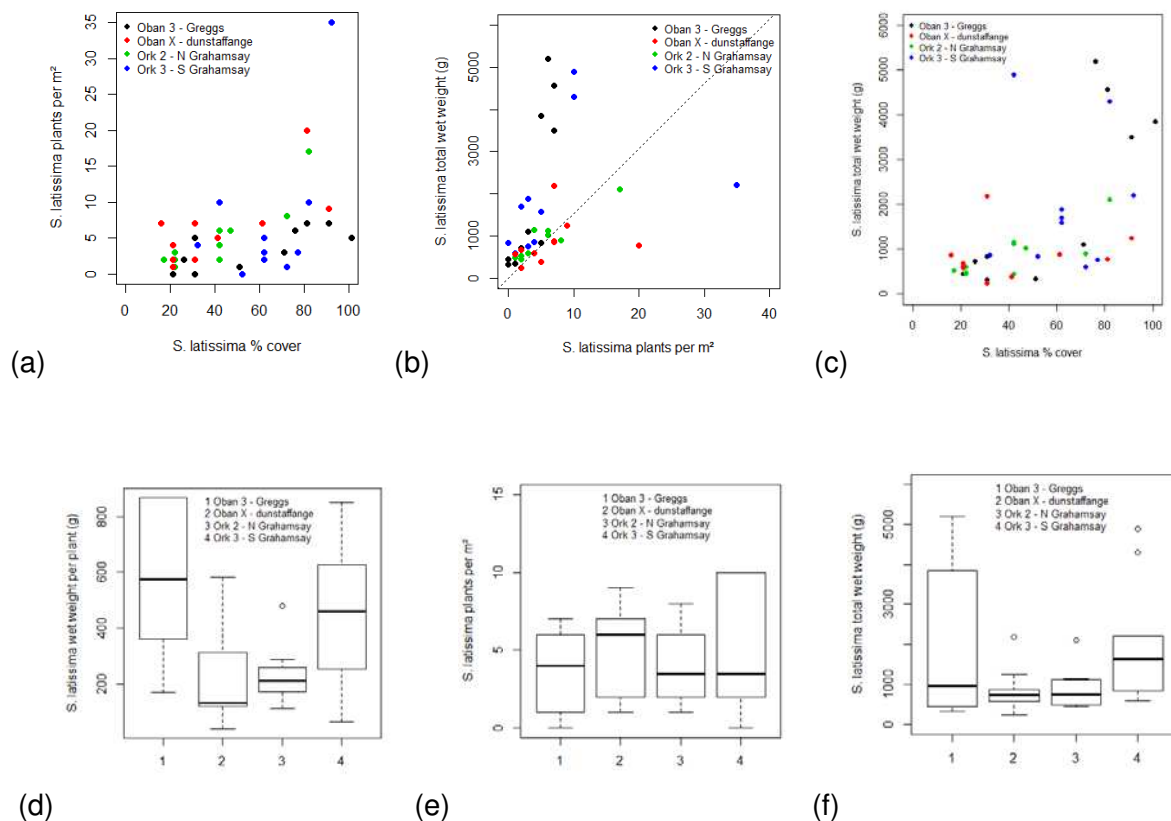 Oban 3 - Greggs
Oban X - dunstaffange
Ork 2 - N Grahamsay
Ork 3 - S Grahamsay
S. latissima plants per m²
0 5 10 15 20 25 30 35
0 20 40 60 80 100
S. latissima % cover
(a)
Oban 3 - Greggs
Oban X - dunstaffange
Ork 2 - N Grahamsay
Ork 3 - S Grahamsay
S. latissima total wet weight (g)
0 1000 3000 5000
0 10 20 30 40
S. latissima plants per m²
(b)
Oban 3 - Greggs
Oban X - dunstaffange
Ork 2 - N Grahamsay
Ork 3 - S Grahamsay
S. latissima total wet weight (g)
0 1000 2000 3000 4000 5000 6000
0 20 40 60 80 100
S. latissima % cover
(c)
1 Oban 3 - Greggs
2 Oban X - dunstaffange
3 Ork 2 - N Grahamsay
4 Ork 3 - S Grahamsay
S. latissima wet weight per plant (g)
200 400 600 800
1 2 3 4
(d)
1 Oban 3 - Greggs
2 Oban X - dunstaffange
3 Ork 2 - N Grahamsay
4 Ork 3 - S Grahamsay
S. latissima plants per m²
0 5 10 15
1 2 3 4
(e)
1 Oban 3 - Greggs
2 Oban X - dunstaffange
3 Ork 2 - N Grahamsay
4 Ork 3 - S Grahamsay
S. latissima total wet weight (g)
0 1000 3000 5000
1 2 3 4
(f)